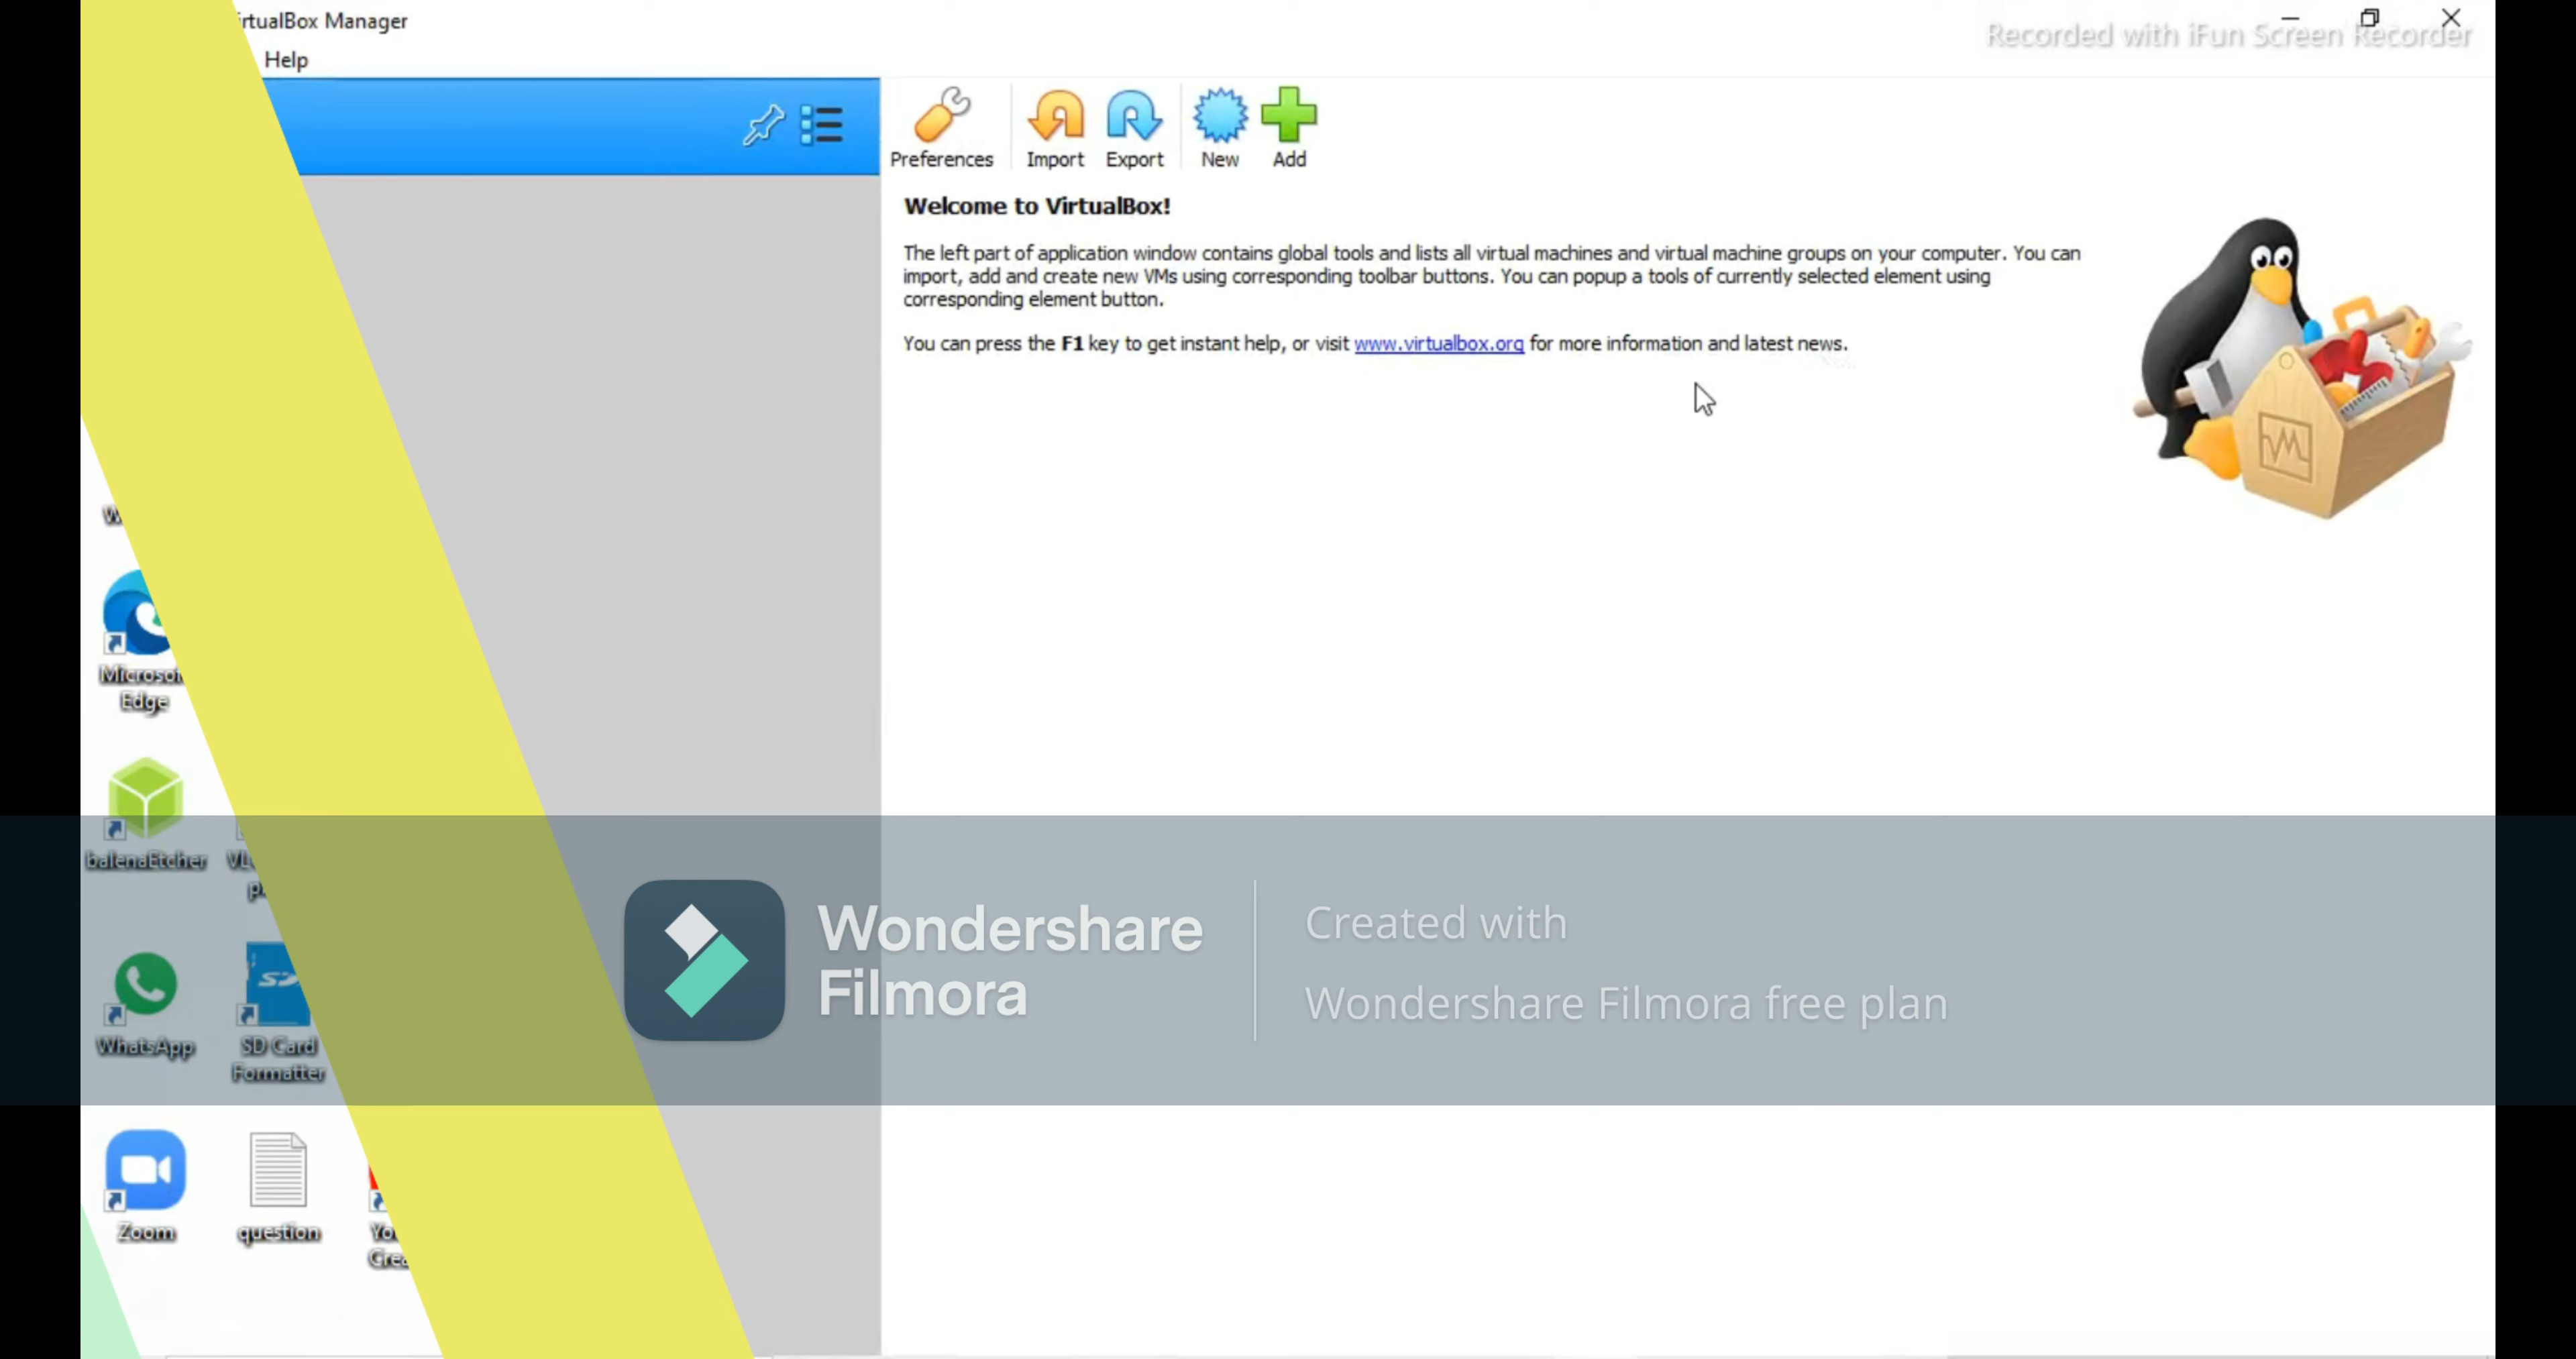 rtualBox Manager
Recorded with iFun Screen Recorder
Help
Preferences
Import
Export
New
Add
Welcome to VirtualBox!
The left part of application window contains global tools and lists all virtual machines and virtual machine groups on your computer. You can
import, add and create new VMs using corresponding toolbar buttons. You can popup a tools of currently selected element using
corresponding element button.
You can press the F1 key to get instant help, or visit www.virtualbox.org for more information and latest news.
Edge
balenaEtcher
Wondershare
Filmora
Created with
Wondershare Filmora free plan
WhatsApp
SD Card
Formatter
Zoom
question